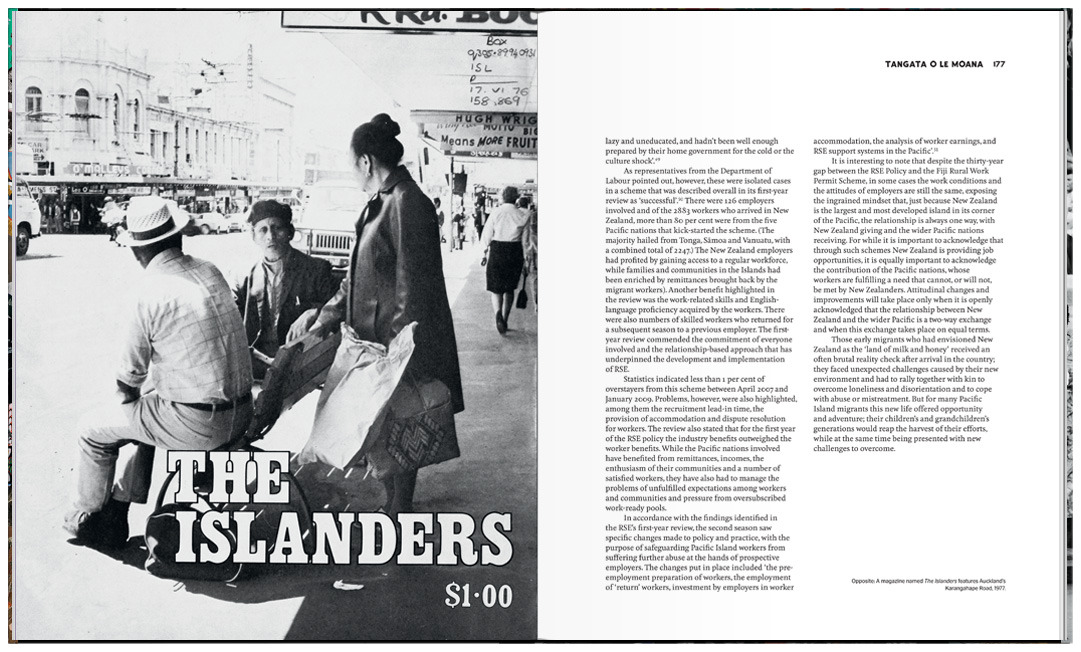 R Rd. BOO
Box
ISL
P
17. VI 76
158,869
HUGH WRIG
Means MORE FRUIT
O'MALLEYS
THE
ISLANDERS
$1·00
TANGATA O LE MOANA 177
lazy and uneducated, and hadn't been well enough
prepared by their home government for the cold or the
culture shock'.⁴⁹
As representatives from the Department of
Labour pointed out, however, these were isolated cases
in a scheme that was described overall in its first-year
review as 'successful'.⁵⁰ There were 126 employers
involved and of the 2883 workers who arrived in New
Zealand, more than 80 per cent were from the five
Pacific nations that kick-started the scheme. (The
majority hailed from Tonga, Sāmoa and Vanuatu, with
a combined total of 2247.) The New Zealand employers
had profited by gaining access to a regular workforce,
while families and communities in the Islands had
been enriched by remittances brought back by the
migrant workers). Another benefit highlighted in
the review was the work-related skills and English-
language proficiency acquired by the workers. There
were also numbers of skilled workers who returned for
a subsequent season to a previous employer. The first-
year review commended the commitment of everyone
involved and the relationship-based approach that has
underpinned the development and implementation
of RSE.
Statistics indicated less than 1 per cent of
overstayers from this scheme between April 2007 and
January 2009. Problems, however, were also highlighted,
among them the recruitment lead-in time, the
provision of accommodation and dispute resolution
for workers. The review also stated that for the first year
of the RSE policy the industry benefits outweighed the
worker benefits. While the Pacific nations involved
have benefited from remittances, incomes, the
enthusiasm of their communities and a number of
satisfied workers, they have also had to manage the
problems of unfulfilled expectations among workers
and communities and pressure from oversubscribed
work-ready pools.
In accordance with the findings identified in
the RSE's first-year review, the second season saw
specific changes made to policy and practice, with the
purpose of safeguarding Pacific Island workers from
suffering further abuse at the hands of prospective
employers. The changes put in place included 'the pre-
employment preparation of workers, the employment
of 'return' workers, investment by employers in worker
accommodation, the analysis of worker earnings, and
RSE support systems in the Pacific'.⁵¹
It is interesting to note that despite the thirty-year
gap between the RSE Policy and the Fiji Rural Work
Permit Scheme, in some cases the work conditions and
the attitudes of employers are still the same, exposing
the ingrained mindset that, just because New Zealand
is the largest and most developed island in its corner
of the Pacific, the relationship is always one way, with
New Zealand giving and the wider Pacific nations
receiving. For while it is important to acknowledge that
through such schemes New Zealand is providing job
opportunities, it is equally important to acknowledge
the contribution of the Pacific nations, whose
workers are fulfilling a need that cannot, or will not,
be met by New Zealanders. Attitudinal changes and
improvements will take place only when it is openly
acknowledged that the relationship between New
Zealand and the wider Pacific is a two-way exchange
and when this exchange takes place on equal terms.
Those early migrants who had envisioned New
Zealand as the 'land of milk and honey' received an
often brutal reality check after arrival in the country;
they faced unexpected challenges caused by their new
environment and had to rally together with kin to
overcome loneliness and disorientation and to cope
with abuse or mistreatment. But for many Pacific
Island migrants this new life offered opportunity
and adventure; their children's and grandchildren's
generations would reap the harvest of their efforts,
while at the same time being presented with new
challenges to overcome.
Opposite: A magazine named The Islanders features Auckland's
Karangahape Road, 1977.